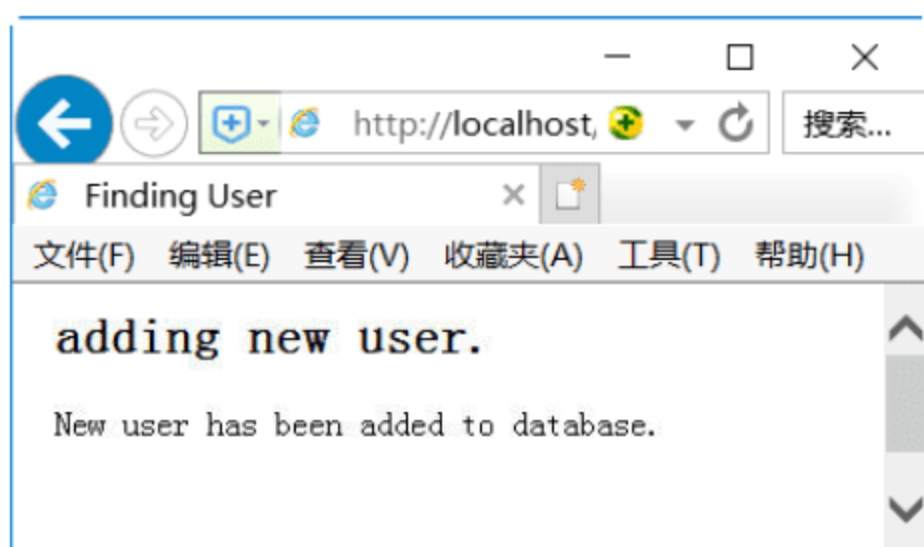 http://localhost, 搜索...
Finding User
文件(F) 编辑(E) 查看(V) 收藏夹(A) 工具(T) 帮助(H)
adding new user.
New user has been added to database.